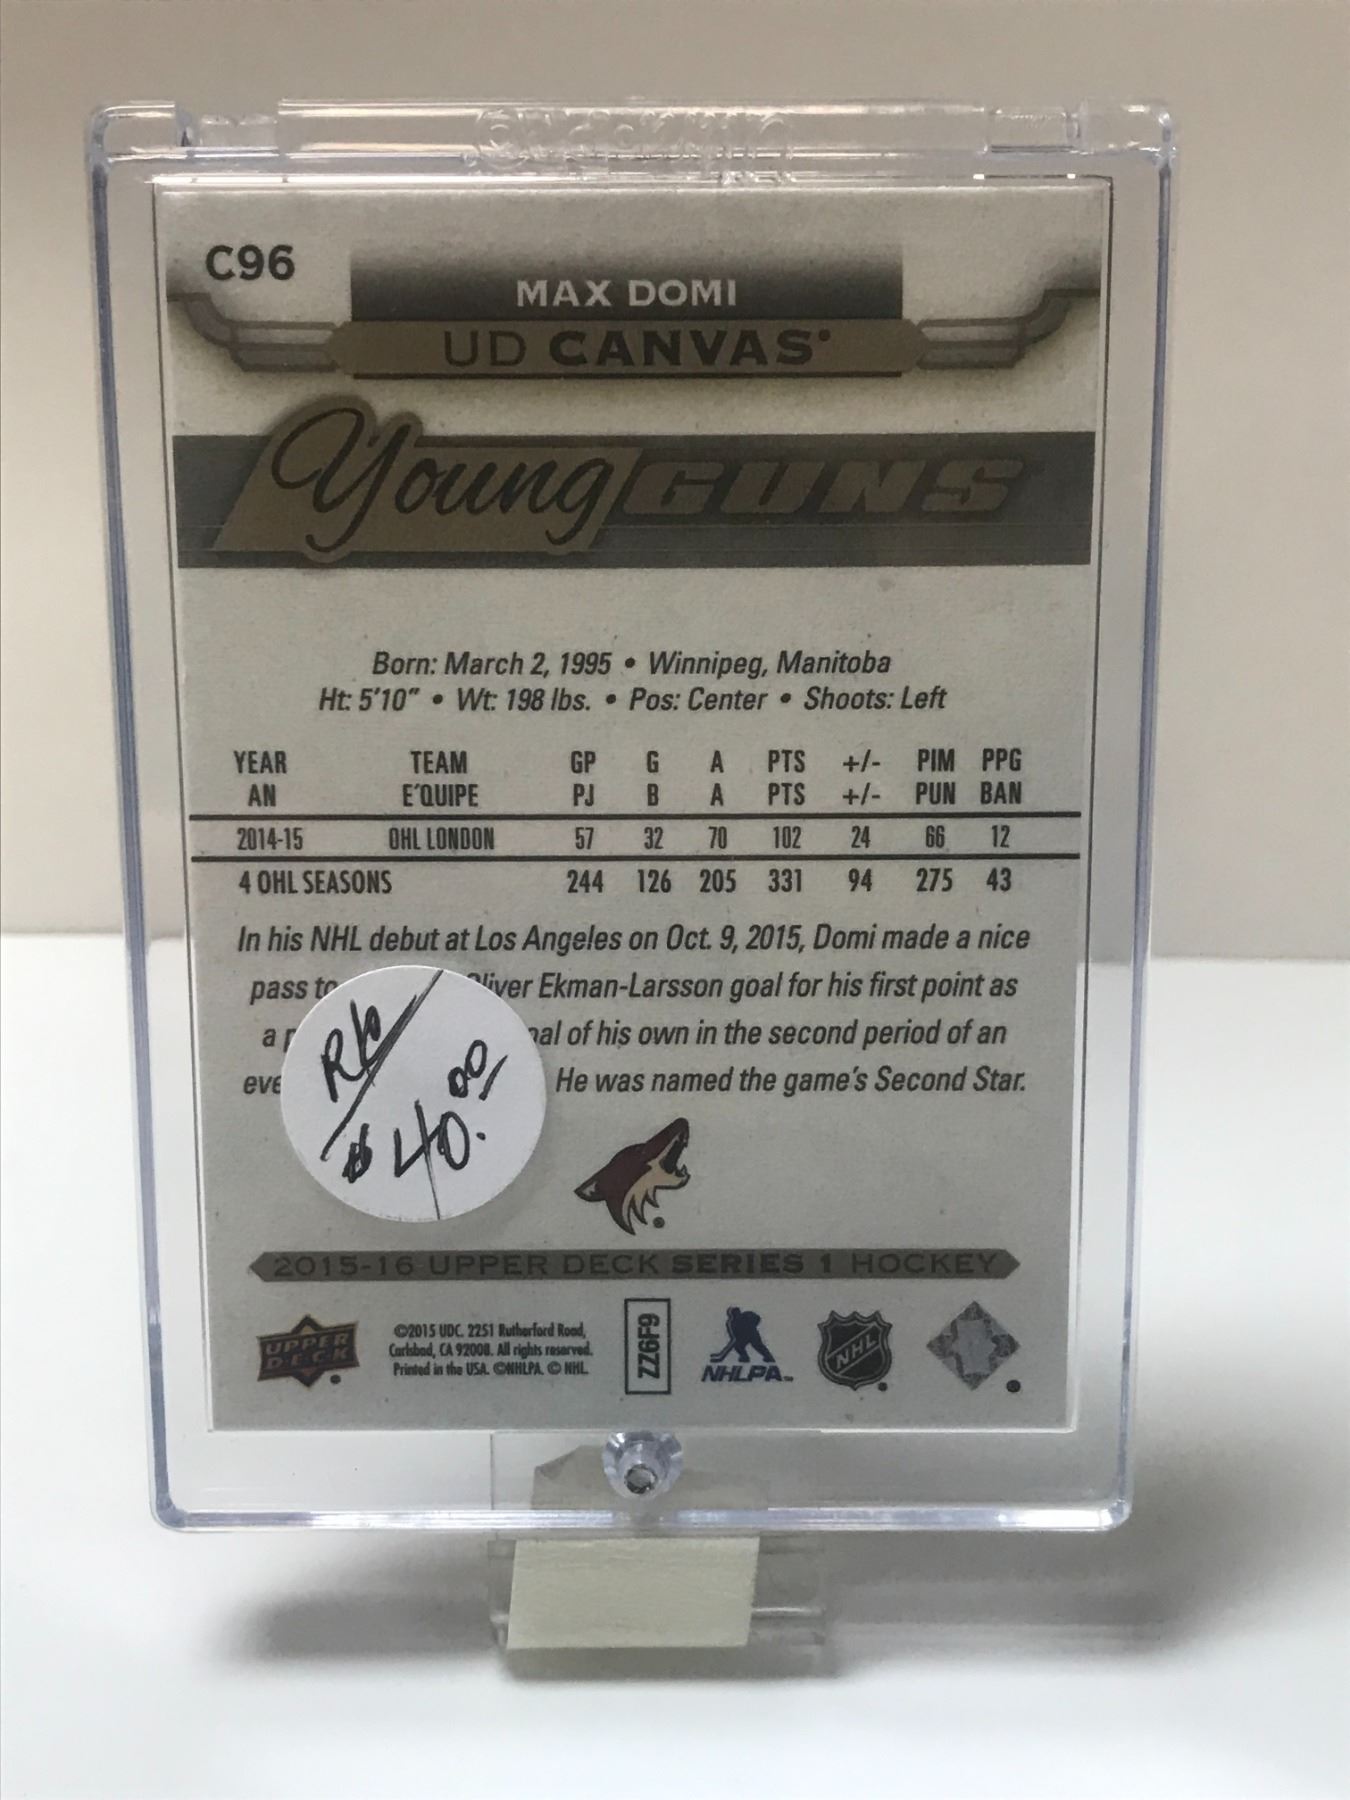 C96
MAX DOMI
UD CANVAS
Young GUNS
Born: March 2, 1995 • Winnipeg, Manitoba
Ht: 5'10" • Wt: 198 lbs. • Pos: Center • Shoots: Left
YEAR TEAM GP G A PTS +/- PIM PPG
AN E'QUIPE PJ B A PTS +/- PUN BAN
2014-15 OHL LONDON 57 32 70 102 24 66 12
4 OHL SEASONS 244 126 205 331 94 275 43
In his NHL debut at Los Angeles on Oct. 9, 2015, Domi made a nice
pass to Ekman-Larsson goal for his first point as
a of his own in the second period of an
He was named the game's Second Star.
$40.00
2015-16 UPPER DECK SERIES 1 HOCKEY
UPPER DECK
©2015 UDC. 2251 Rutherford Road,
Carlsbad, CA 92008. All rights reserved.
Printed in the USA. ©NHLPA. © NHL.
ZZ6F9
NHLPA
NHL